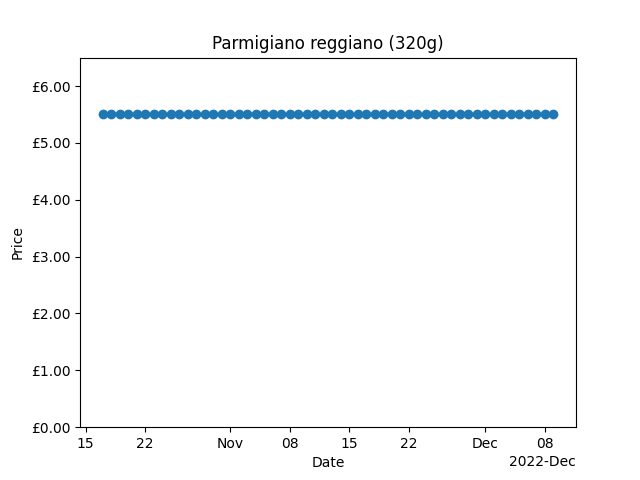 Parmigiano reggiano (320g)
£6.00
£5.00
£4.00
£3.00
£2.00
£1.00
£0.00
Price
15 22 Nov 08 15 22 Dec 08
Date
2022-Dec